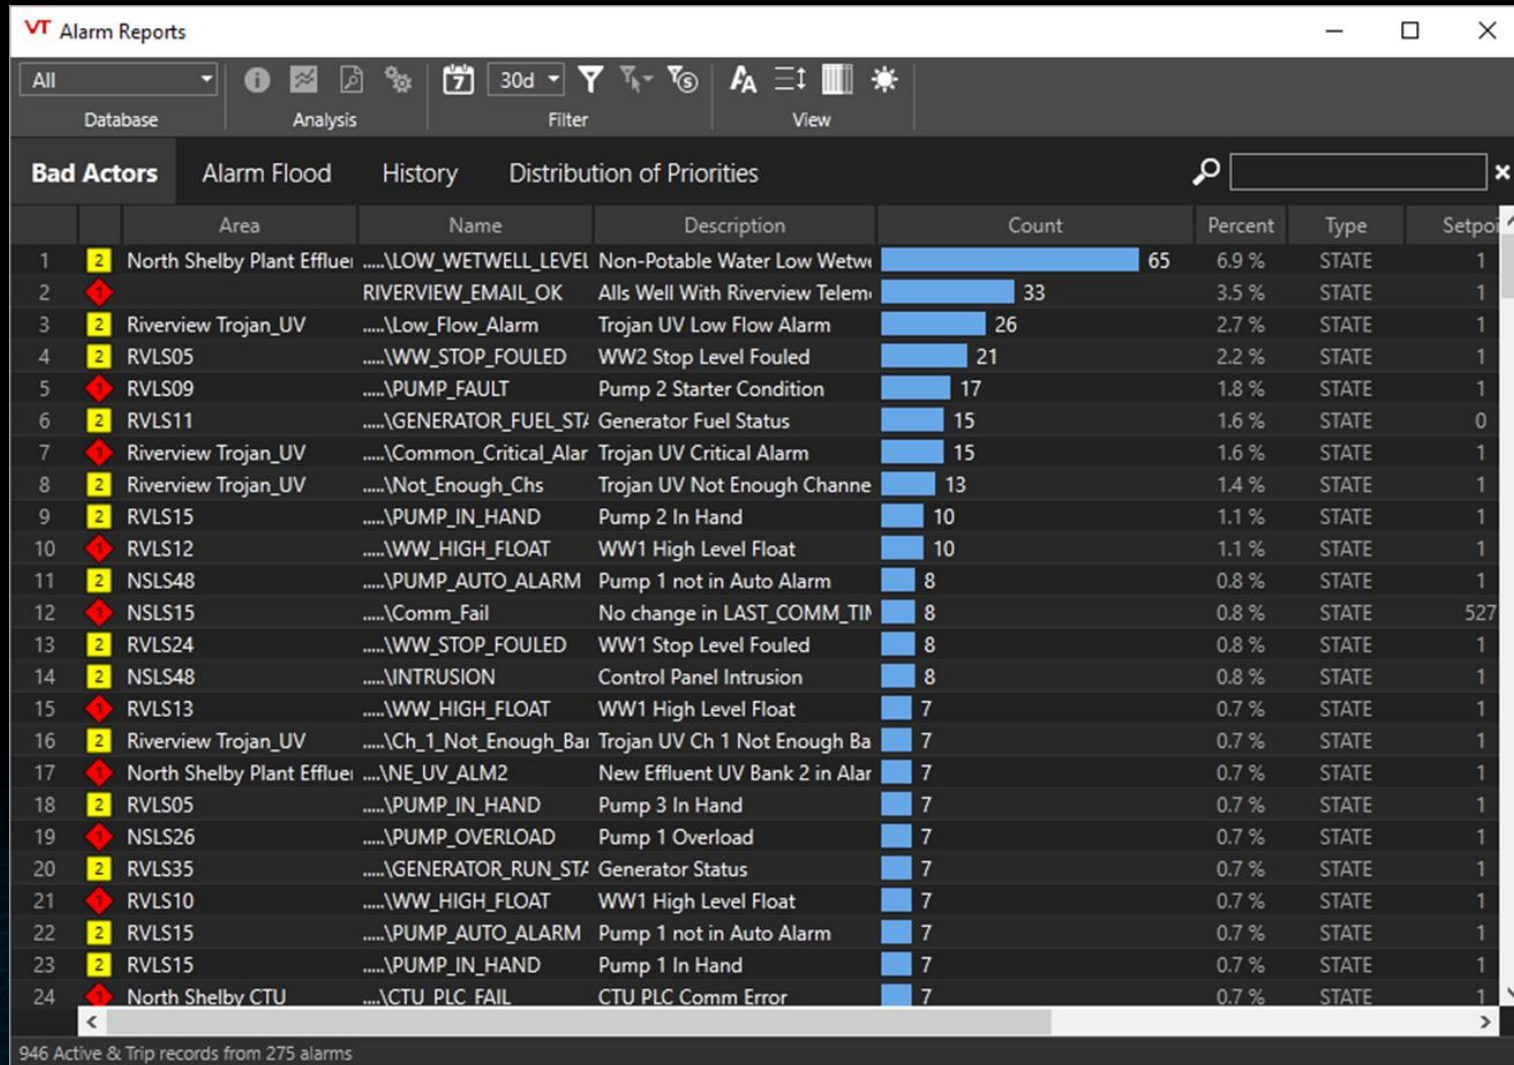 VT Alarm Reports
All 7 30d
Database Analysis Filter View
Bad Actors Alarm Flood History Distribution of Priorities
Area Name Description Count Percent Type Setpoi
1 2 North Shelby Plant Effluer .....\LOW_WETWELL_LEVEL Non-Potable Water Low Wetwe 65 6.9 % STATE 1
2 1 RIVERVIEW_EMAIL_OK Alls Well With Riverview Teleme 33 3.5 % STATE 1
3 2 Riverview Trojan_UV .....\Low_Flow_Alarm Trojan UV Low Flow Alarm 26 2.7 % STATE 1
4 2 RVLS05 .....\WW_STOP_FOULED WW2 Stop Level Fouled 21 2.2 % STATE 1
5 1 RVLS09 .....\PUMP_FAULT Pump 2 Starter Condition 17 1.8 % STATE 1
6 2 RVLS11 .....\GENERATOR_FUEL_STA Generator Fuel Status 15 1.6 % STATE 0
7 1 Riverview Trojan_UV .....\Common_Critical_Alar Trojan UV Critical Alarm 15 1.6 % STATE 1
8 2 Riverview Trojan_UV .....\Not_Enough_Chs Trojan UV Not Enough Channe 13 1.4 % STATE 1
9 2 RVLS15 .....\PUMP_IN_HAND Pump 2 In Hand 10 1.1 % STATE 1
10 1 RVLS12 .....\WW_HIGH_FLOAT WW1 High Level Float 10 1.1 % STATE 1
11 2 NSLS48 .....\PUMP_AUTO_ALARM Pump 1 not in Auto Alarm 8 0.8 % STATE 1
12 1 NSLS15 .....\Comm_Fail No change in LAST_COMM_TIM 8 0.8 % STATE 527
13 2 RVLS24 .....\WW_STOP_FOULED WW1 Stop Level Fouled 8 0.8 % STATE 1
14 2 NSLS48 .....\INTRUSION Control Panel Intrusion 8 0.8 % STATE 1
15 1 RVLS13 .....\WW_HIGH_FLOAT WW1 High Level Float 7 0.7 % STATE 1
16 2 Riverview Trojan_UV .....\Ch_1_Not_Enough_Bar Trojan UV Ch 1 Not Enough Ba 7 0.7 % STATE 1
17 1 North Shelby Plant Effluer ....\NE_UV_ALM2 New Effluent UV Bank 2 in Alar 7 0.7 % STATE 1
18 2 RVLS05 .....\PUMP_IN_HAND Pump 3 In Hand 7 0.7 % STATE 1
19 1 NSLS26 .....\PUMP_OVERLOAD Pump 1 Overload 7 0.7 % STATE 1
20 2 RVLS35 .....\GENERATOR_RUN_STA Generator Status 7 0.7 % STATE 1
21 1 RVLS10 .....\WW_HIGH_FLOAT WW1 High Level Float 7 0.7 % STATE 1
22 2 RVLS15 .....\PUMP_AUTO_ALARM Pump 1 not in Auto Alarm 7 0.7 % STATE 1
23 2 RVLS15 .....\PUMP_IN_HAND Pump 1 In Hand 7 0.7 % STATE 1
24 1 North Shelby CTU ....\CTU_PLC_FAIL CTU PLC Comm Error 7 0.7 % STATE 1
946 Active & Trip records from 275 alarms